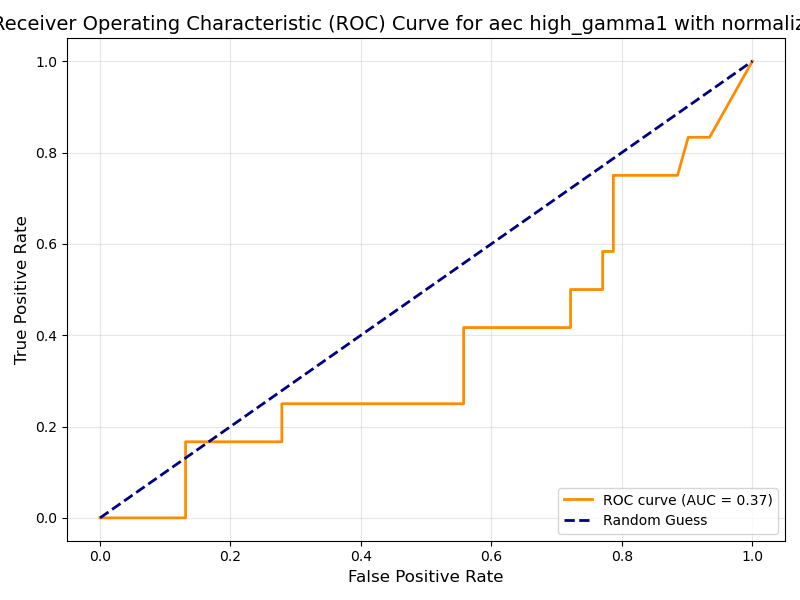 Receiver Operating Characteristic (ROC) Curve for aec high_gamma1 with
1.0
0.8
0.6
0.4
0.2
0.0
True Positive Rate
0.0 0.2 0.4 0.6 0.8 1.0
False Positive Rate
ROC curve (AUC = 0.37)
Random Guess